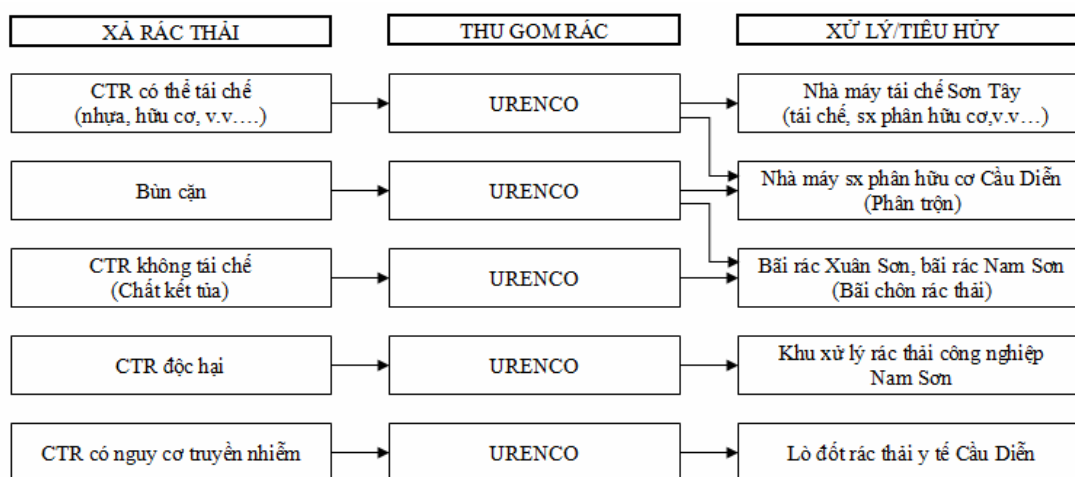 XẢ RÁC THẢI
THU GOM RÁC
XỬ LÝ/TIÊU HỦY
CTR có thể tái chế
(nhựa, hữu cơ, v.v….)
URENCO
Nhà máy tái chế Sơn Tây
(tái chế, sx phân hữu cơ,v.v…)
Bùn cặn
URENCO
Nhà máy sx phân hữu cơ Cầu Diễn
(Phân trộn)
CTR không tái chế
(Chất kết tủa)
URENCO
Bãi rác Xuân Sơn, bãi rác Nam Sơn
(Bãi chôn rác thải)
CTR độc hại
URENCO
Khu xử lý rác thải công nghiệp
Nam Sơn
CTR có nguy cơ truyền nhiễm
URENCO
Lò đốt rác thải y tế Cầu Diễn